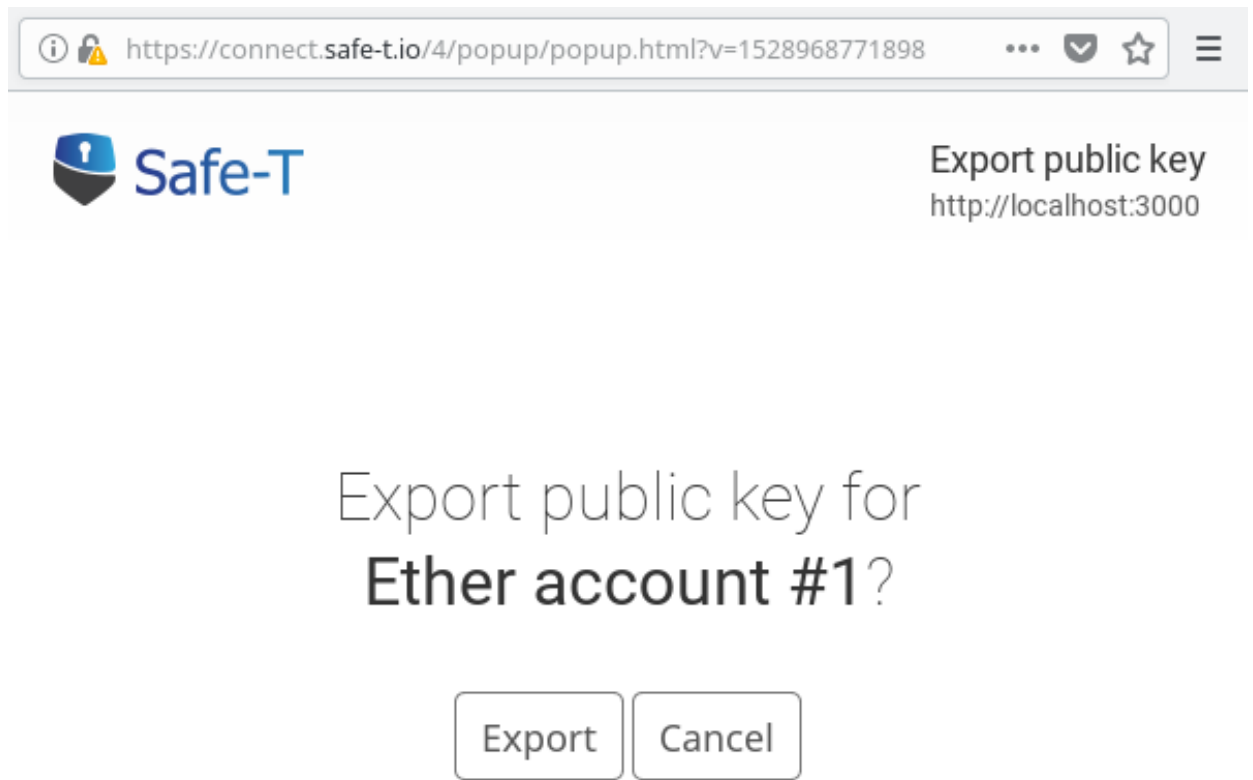 https://connect.safe-t.io/4/popup/popup.html?v=1528968771898
Safe-T
Export public key
http://localhost:3000
Export public key for
Ether account #1?
Export Cancel